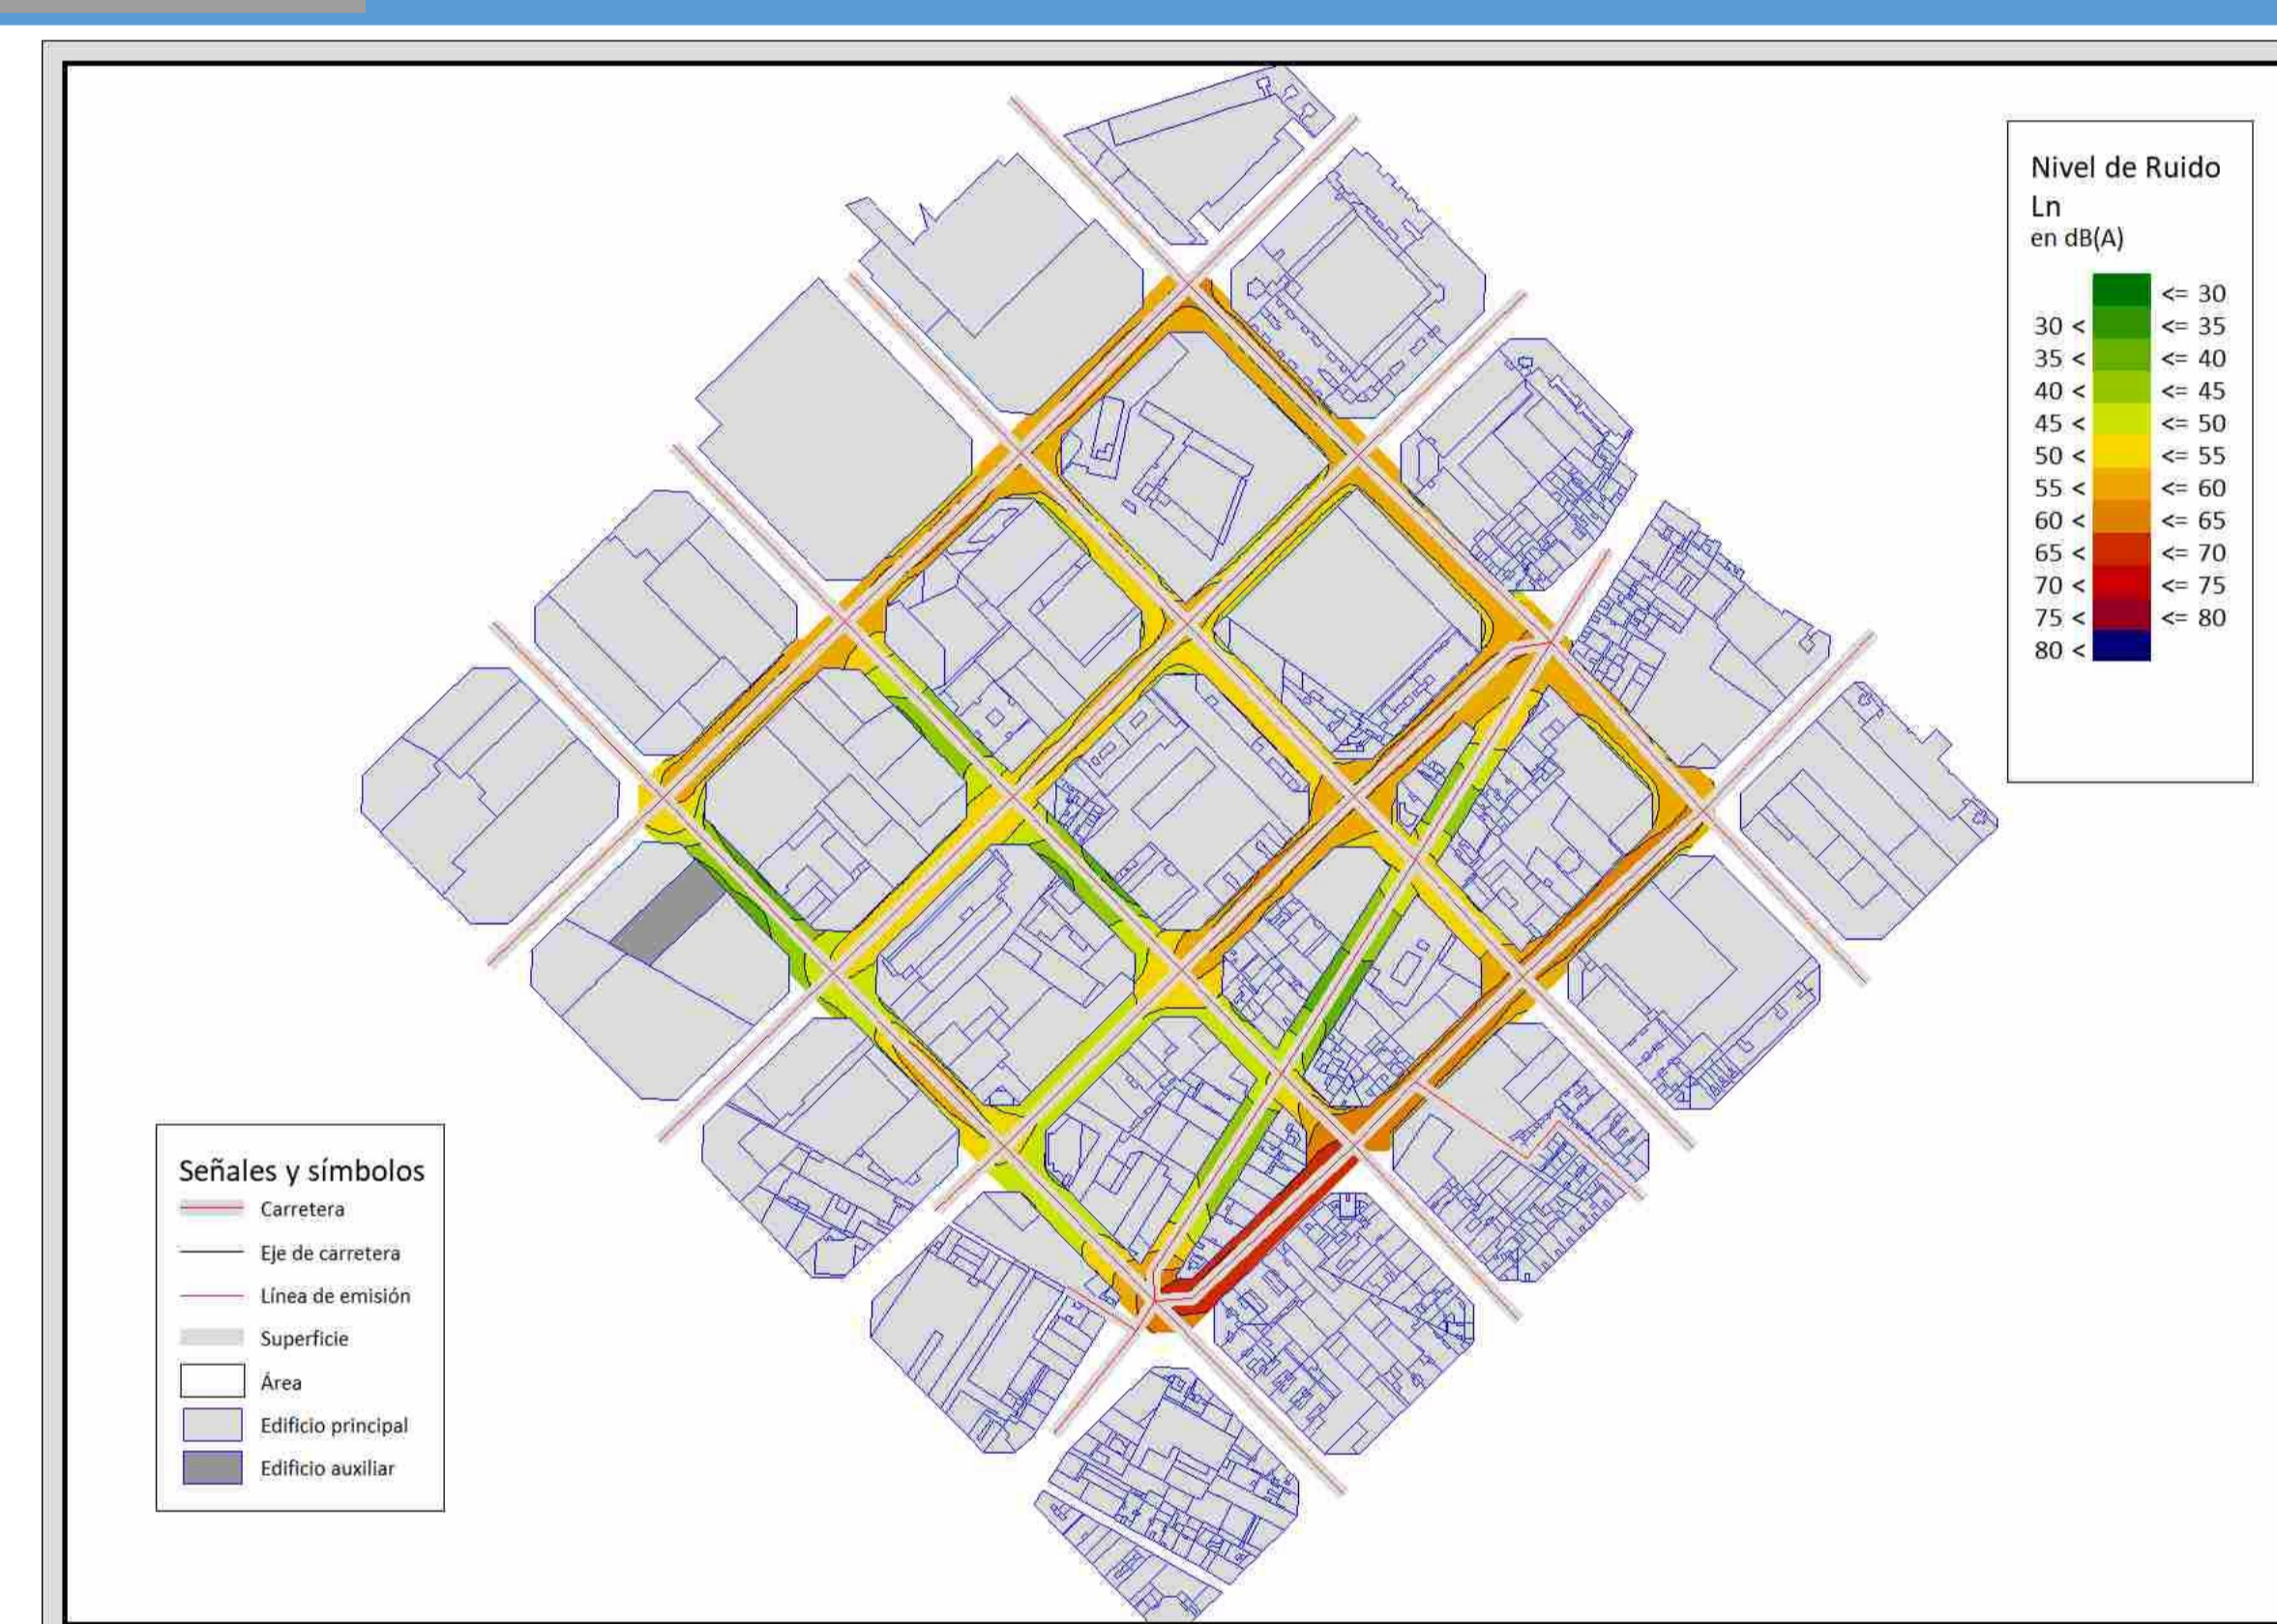 Nivel de Ruido
Ln
en dB(A)
<= 30
30 < <= 35
35 < <= 40
40 < <= 45
45 < <= 50
50 < <= 55
55 < <= 60
60 < <= 65
65 < <= 70
70 < <= 75
75 < <= 80
80 <
Señales y símbolos
Carretera
Eje de carretera
Línea de emisión
Superficie
Área
Edificio principal
Edificio auxiliar